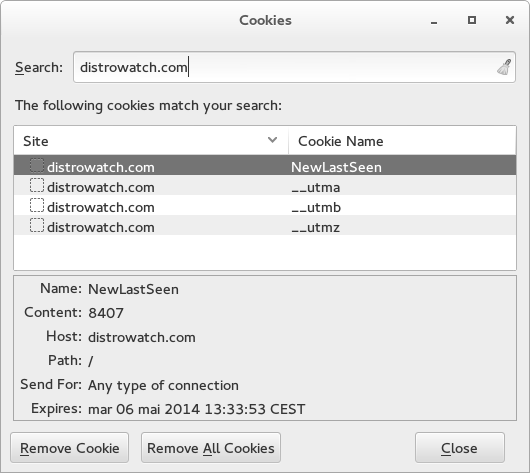 Cookies
Search: distrowatch.com
The following cookies match your search:
Site Cookie Name
distrowatch.com NewLastSeen
distrowatch.com __utma
distrowatch.com __utmb
distrowatch.com __utmz
Name: NewLastSeen
Content: 8407
Host: distrowatch.com
Path: /
Send For: Any type of connection
Expires: mar 06 mai 2014 13:33:53 CEST
Remove Cookie Remove All Cookies Close